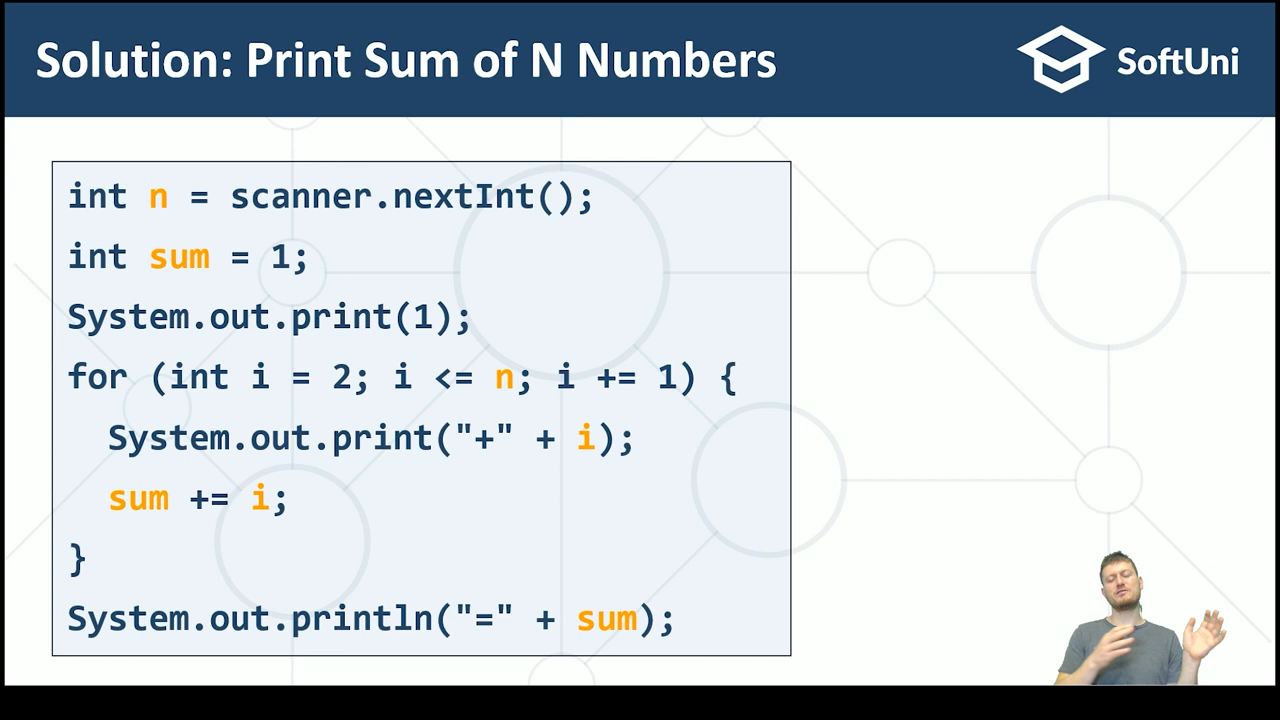 Solution: Print Sum of N Numbers
SoftUni
int n = scanner.nextInt();
int sum = 1;
System.out.print(1);
for (int i = 2; i <= n; i += 1) {
  System.out.print("+" + i);
  sum += i;
}
System.out.println("=" + sum);